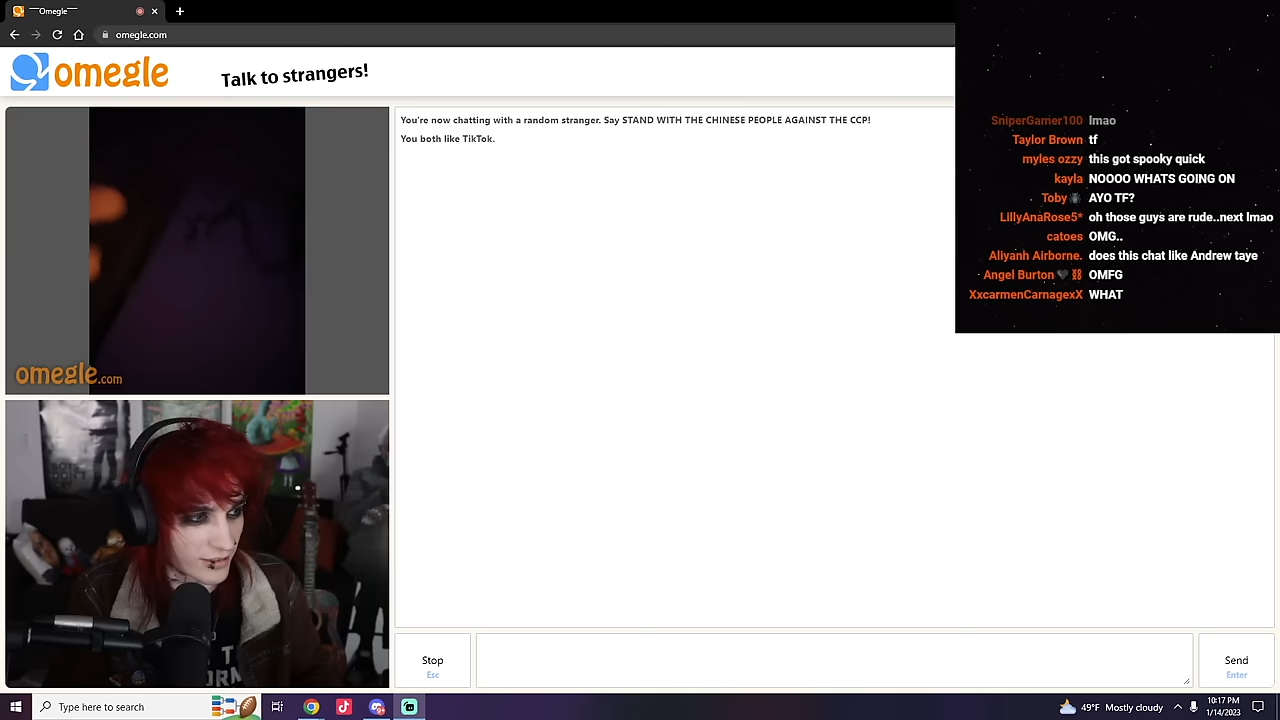 Omegle
omegle.com
omegle
Talk to strangers!
You're now chatting with a random stranger. Say STAND WITH THE CHINESE PEOPLE AGAINST THE CCP!
You both like TikTok.
omegle.com
SniperGamer100 lmao
Taylor Brown tf
myles ozzy this got spooky quick
kayla NOOOO WHATS GOING ON
Toby🕷 AYO TF?
LillyAnaRose5* oh those guys are rude..next lmao
catoes OMG..
Aliyanh Airborne. does this chat like Andrew taye
Angel Burton🖤⛓ OMFG
XxcarmenCarnagexX WHAT
Stop
Esc
Send
Enter
Type here to search
49°F Mostly cloudy
10:17 PM
1/14/2023